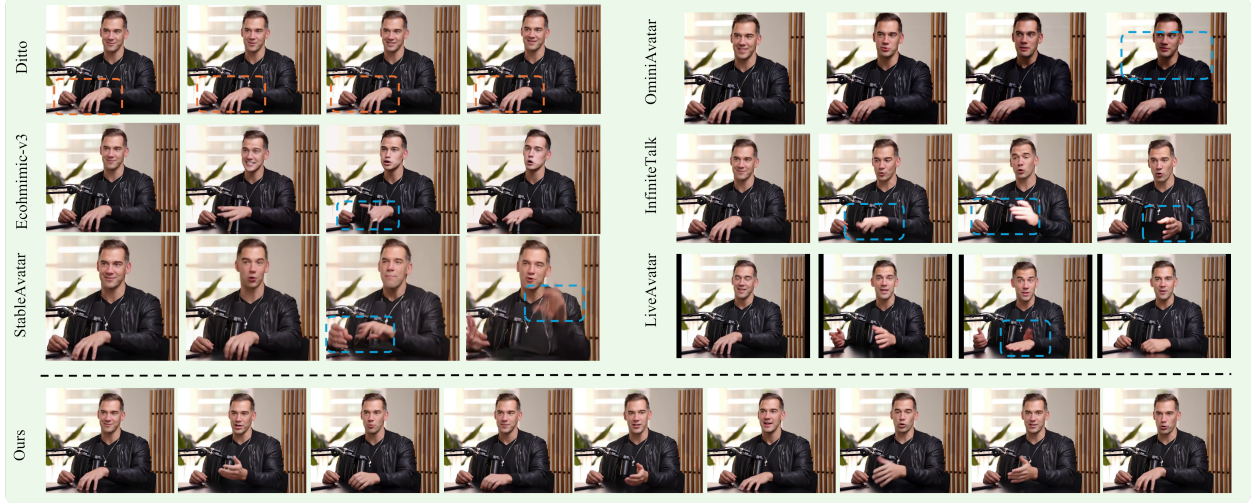 Ditto
OminiAvatar
Ecohmimic-v3
InfiniteTalk
StableAvatar
LiveAvatar
Ours